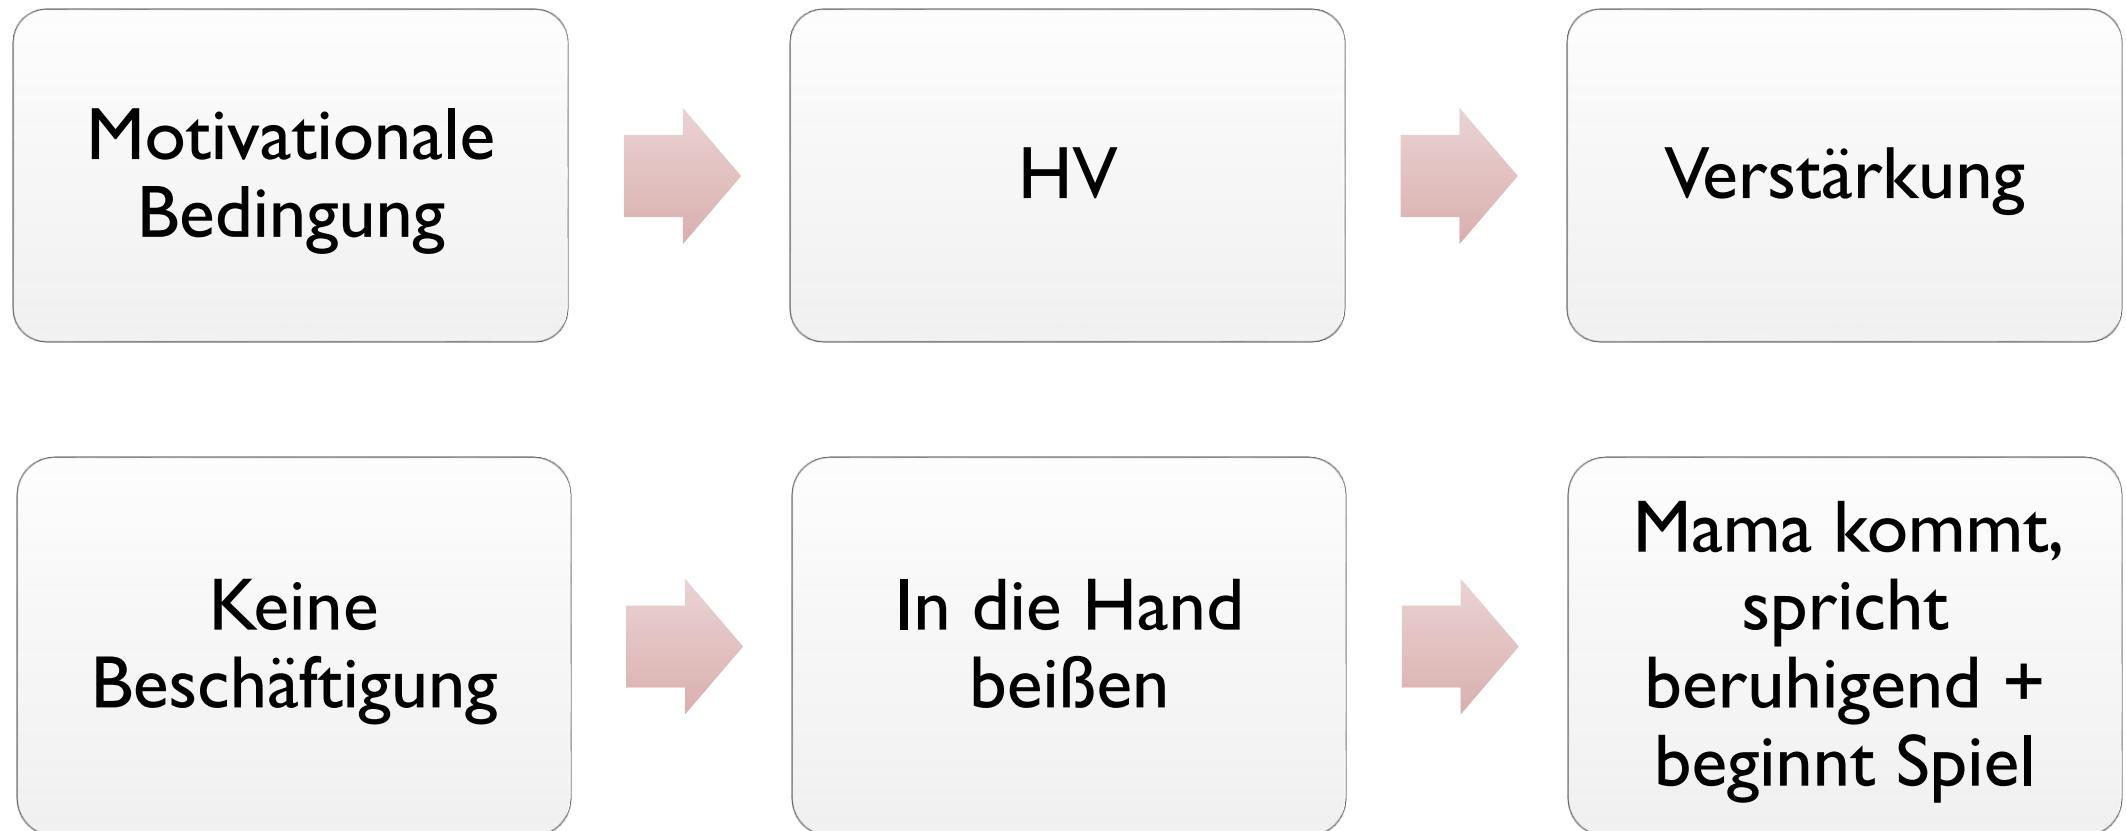 Motivationale
Bedingung
HV
Verstärkung
Keine
Beschäftigung
In die Hand
beißen
Mama kommt,
spricht
beruhigend +
beginnt Spiel